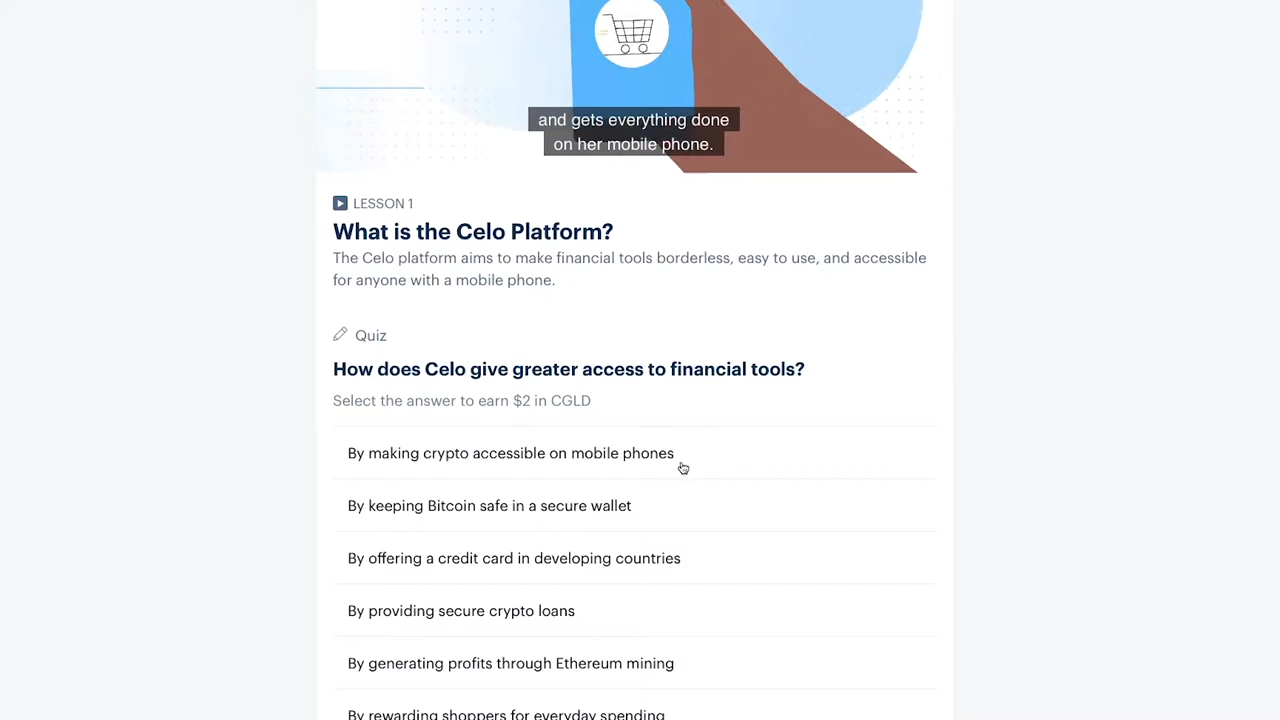 and gets everything done
on her mobile phone.
LESSON 1
What is the Celo Platform?
The Celo platform aims to make financial tools borderless, easy to use, and accessible
for anyone with a mobile phone.
Quiz
How does Celo give greater access to financial tools?
Select the answer to earn $2 in CGLD
By making crypto accessible on mobile phones
By keeping Bitcoin safe in a secure wallet
By offering a credit card in developing countries
By providing secure crypto loans
By generating profits through Ethereum mining
By rewarding shoppers for everyday spending